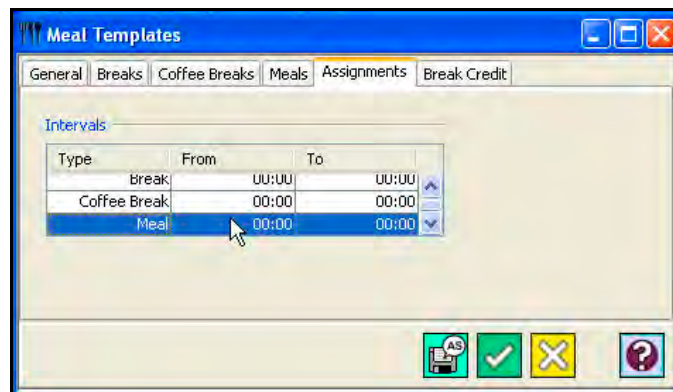 Meal Templates
General Breaks Coffee Breaks Meals Assignments Break Credit
Intervals
Type From To
Break 00:00 00:00
Coffee Break 00:00 00:00
Meal 00:00 00:00
AS
?